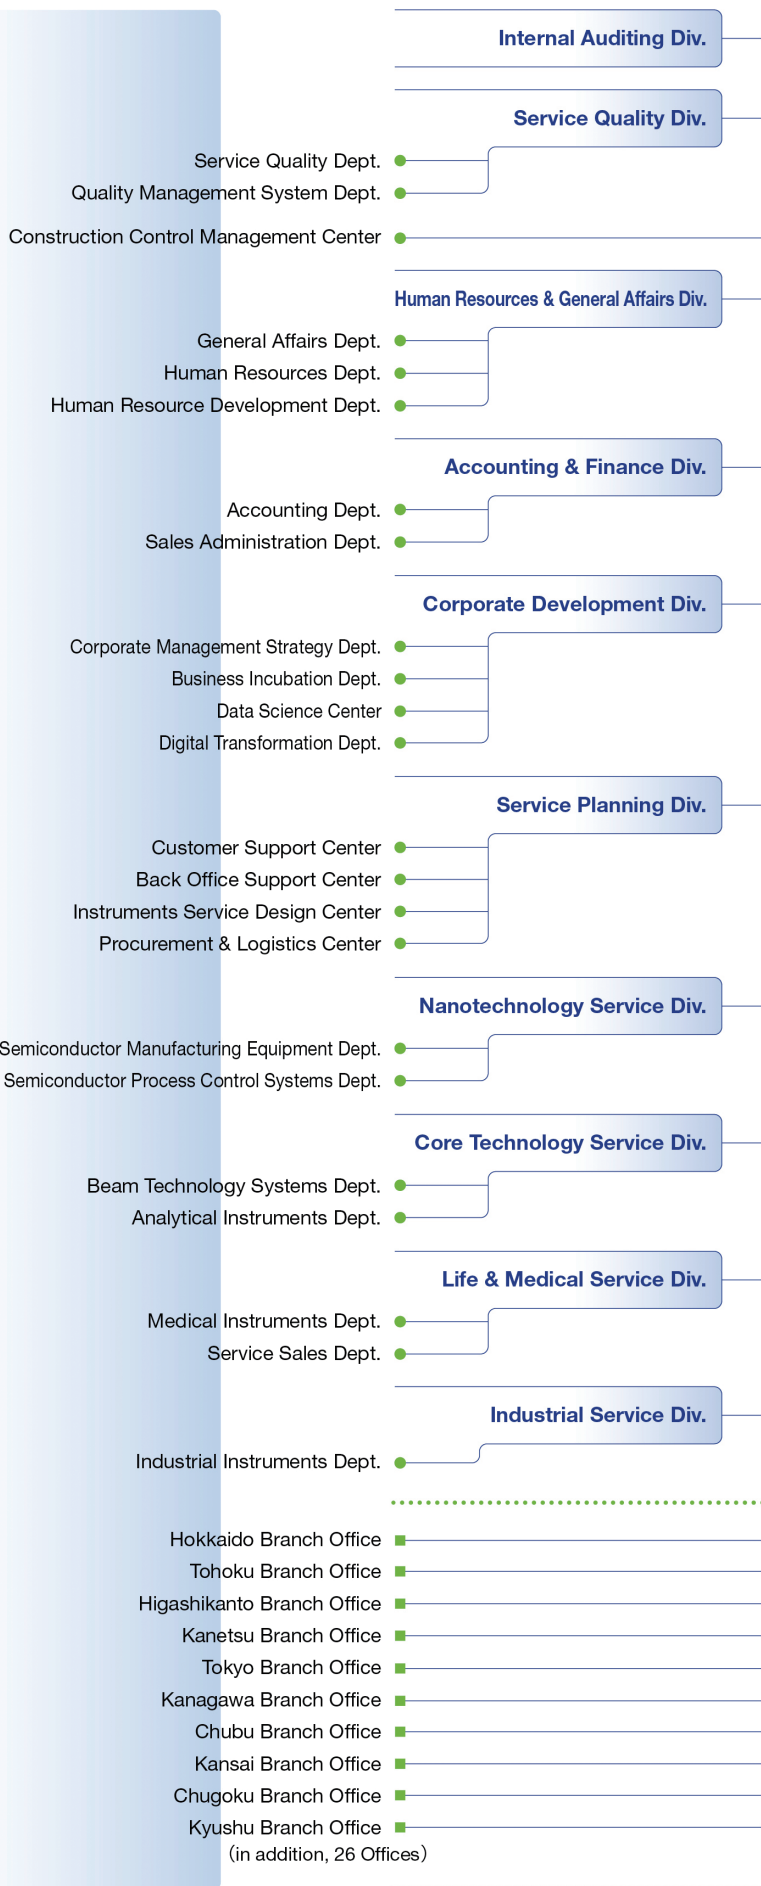 Internal Auditing Div.
Service Quality Div.
Service Quality Dept.
Quality Management System Dept.
Construction Control Management Center
Human Resources & General Affairs Div.
General Affairs Dept.
Human Resources Dept.
Human Resource Development Dept.
Accounting & Finance Div.
Accounting Dept.
Sales Administration Dept.
Corporate Development Div.
Corporate Management Strategy Dept.
Business Incubation Dept.
Data Science Center
Digital Transformation Dept.
Service Planning Div.
Customer Support Center
Back Office Support Center
Instruments Service Design Center
Procurement & Logistics Center
Nanotechnology Service Div.
Semiconductor Manufacturing Equipment Dept.
Semiconductor Process Control Systems Dept.
Core Technology Service Div.
Beam Technology Systems Dept.
Analytical Instruments Dept.
Life & Medical Service Div.
Medical Instruments Dept.
Service Sales Dept.
Industrial Service Div.
Industrial Instruments Dept.
Hokkaido Branch Office
Tohoku Branch Office
Higashikanto Branch Office
Kanetsu Branch Office
Tokyo Branch Office
Kanagawa Branch Office
Chubu Branch Office
Kansai Branch Office
Chugoku Branch Office
Kyushu Branch Office
（in addition, 26 Offices）